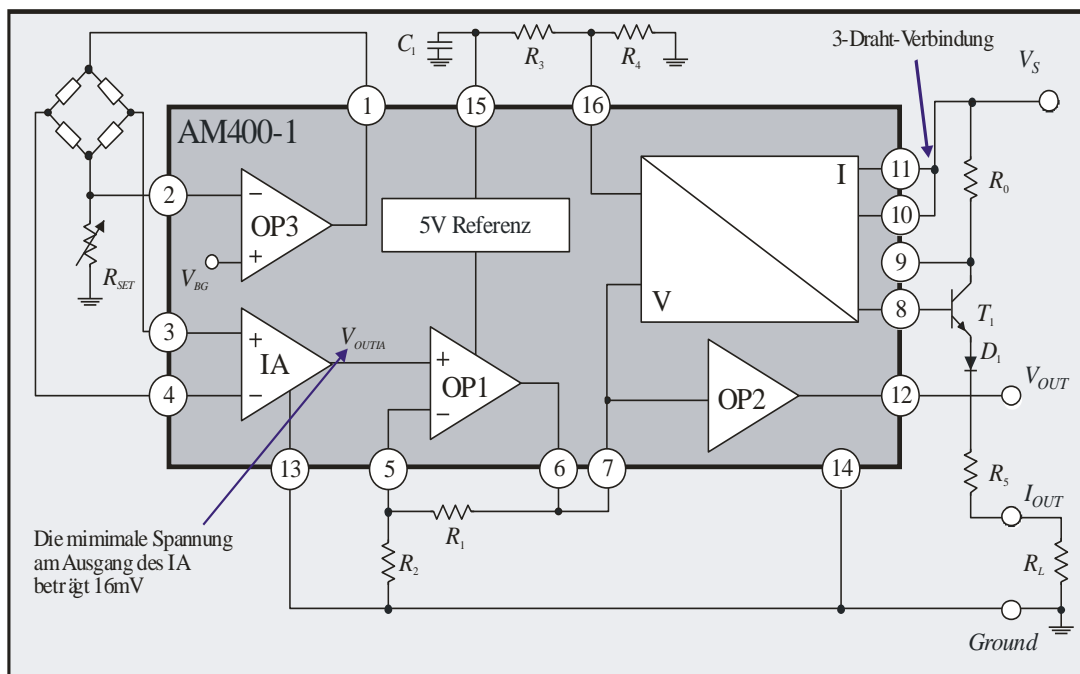 C1
R3
R4
3-Draht-Verbindung
VS
1
15
16
AM400-1
I
11
R0
2
OP3
5V Referenz
10
9
VBG
RSET
V
8
T1
3
VOUTIA
D1
IA
OP1
OP2
VOUT
4
12
13
5
6
7
14
R5
IOUT
R1
Die mimimale Spannung
am Ausgang des IA
beträgt 16mV
R2
RL
Ground